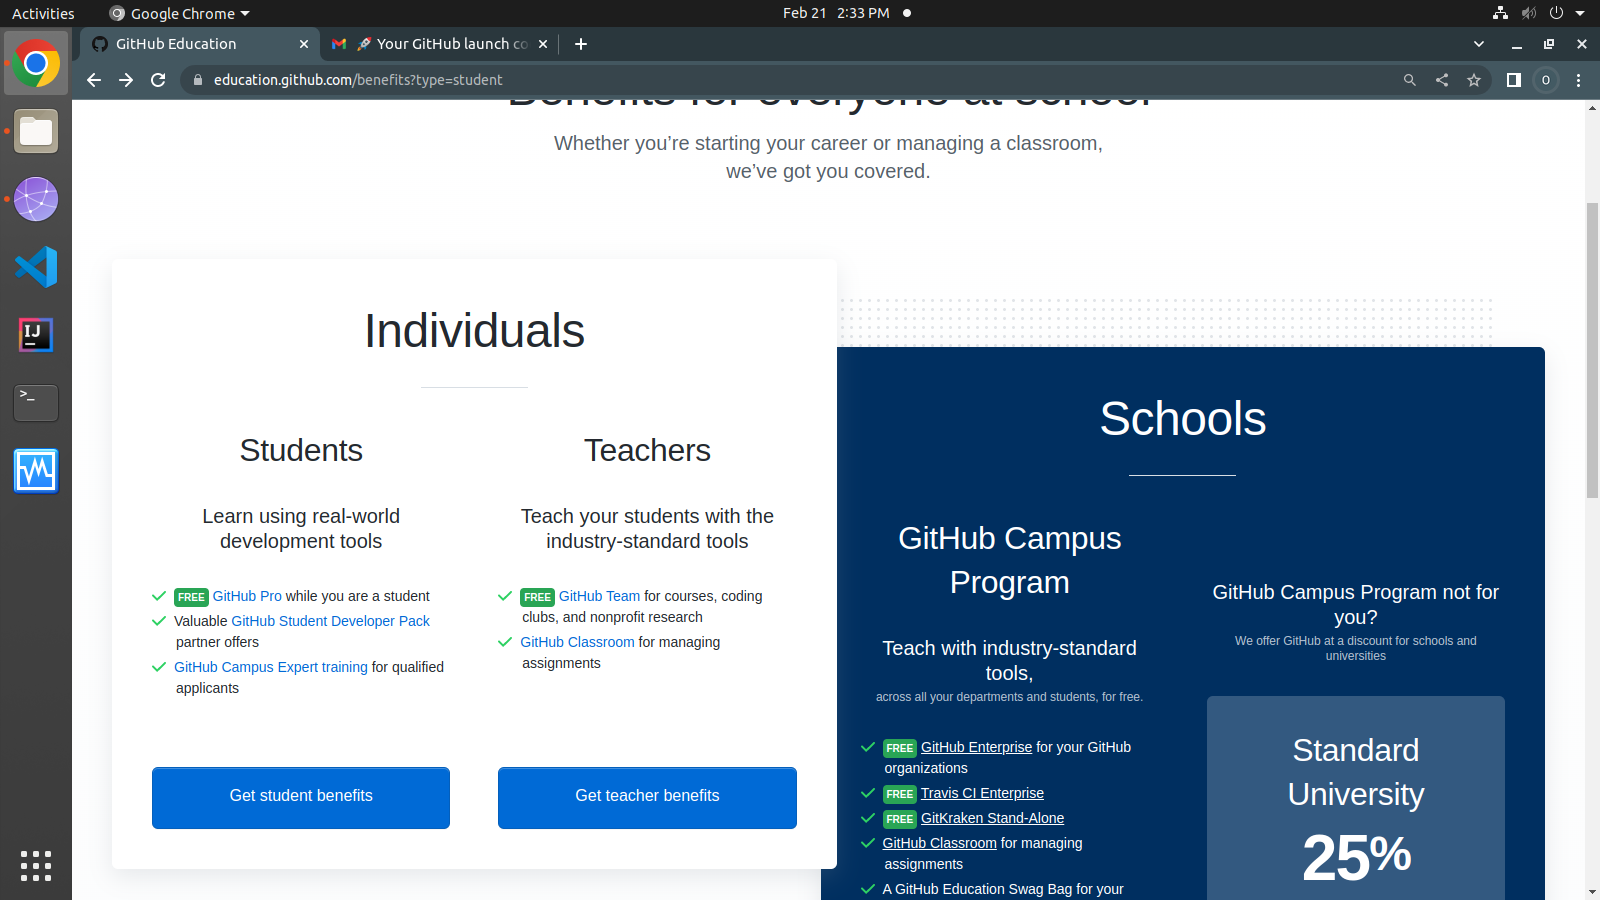 Activities
Google Chrome
Feb 21 2:33 PM
GitHub Education
🚀 Your GitHub launch co
education.github.com/benefits?type=student
O
Benefits for everyone at school
Whether you’re starting your career or managing a classroom,
we’ve got you covered.
Individuals
Students
Learn using real-world
development tools
FREE GitHub Pro while you are a student
Valuable GitHub Student Developer Pack
partner offers
GitHub Campus Expert training for qualified
applicants
Get student benefits
Teachers
Teach your students with the
industry-standard tools
FREE GitHub Team for courses, coding
clubs, and nonprofit research
GitHub Classroom for managing
assignments
Get teacher benefits
Schools
GitHub Campus
Program
Teach with industry-standard
tools,
across all your departments and students, for free.
FREE GitHub Enterprise for your GitHub
organizations
FREE Travis CI Enterprise
FREE GitKraken Stand-Alone
GitHub Classroom for managing
assignments
A GitHub Education Swag Bag for your
GitHub Campus Program not for
you?
We offer GitHub at a discount for schools and
universities
Standard
University
25%